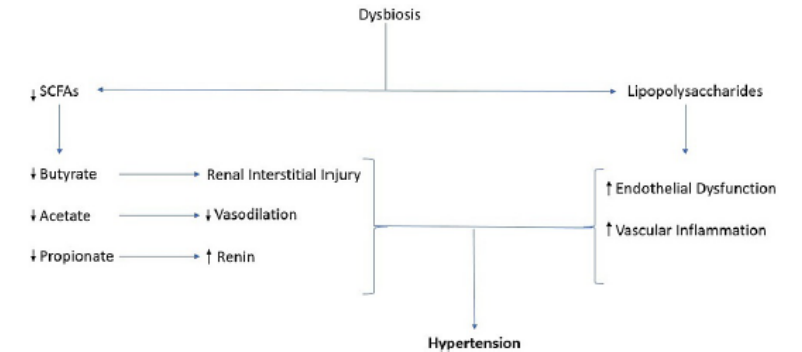 Dysbiosis
↓ SCFAs
Lipopolysaccharides
↓ Butyrate
Renal Interstitial Injury
↑ Endothelial Dysfunction
↓ Acetate
↓ Vasodilation
↑ Vascular Inflammation
↓ Propionate
↑ Renin
Hypertension